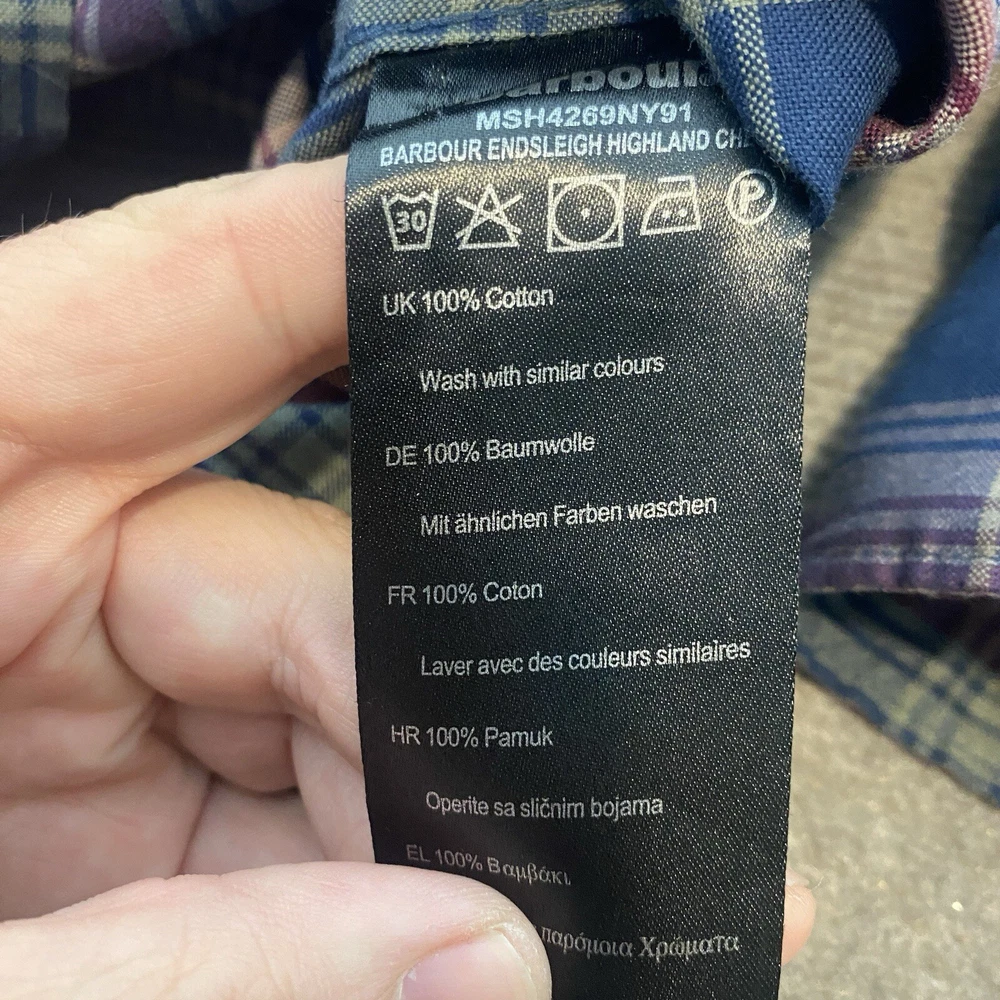 Barbour
MSH4269NY91
BARBOUR ENDSLEIGH HIGHLAND
30 P
UK 100% Cotton
Wash with similar colours
DE 100% Baumwolle
Mit ähnlichen Farben waschen
FR 100% Coton
Laver avec des couleurs similaires
HR 100% Pamuk
Operite sa sličnim bojama
EL 100% Βαμβάκι
παρόμοια Χρώματα